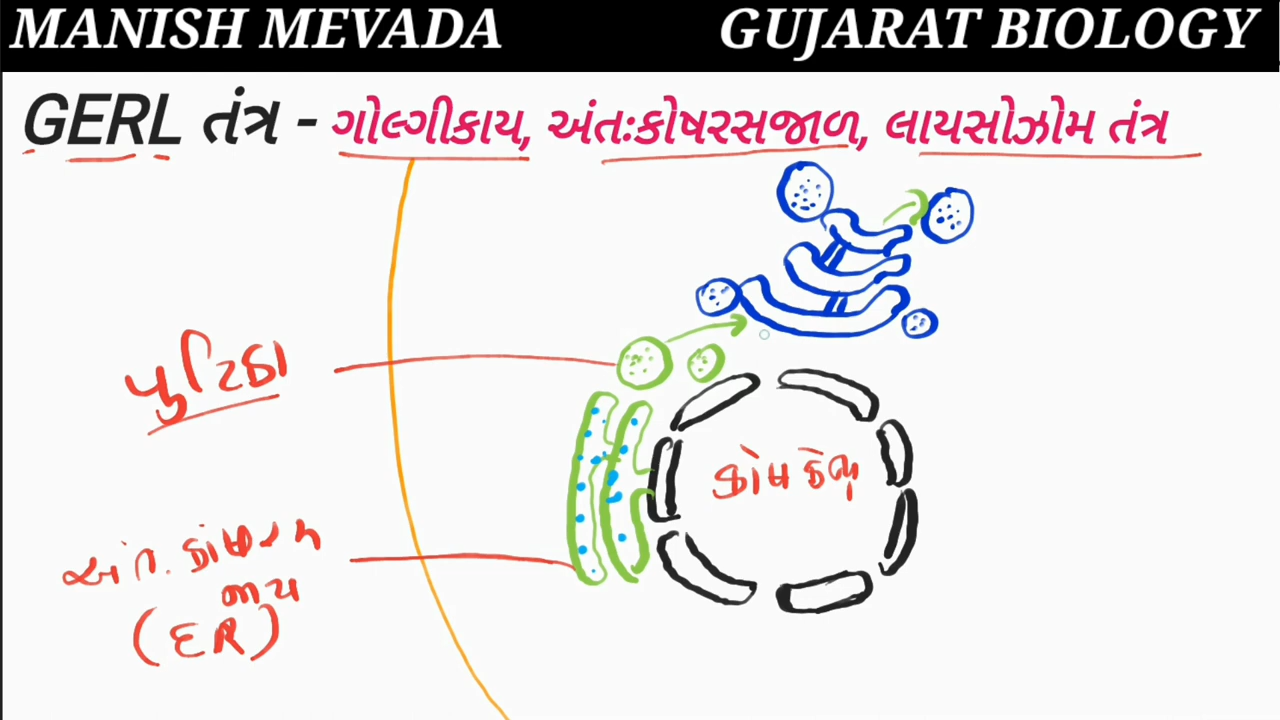 MANISH MEVADA GUJARAT BIOLOGY
GERL તંત્ર - ગોલ્ગીકાય, અંતઃકોષરસજાળ, લાયસોઝોમ તંત્ર
પુટિકા
કોષકેન્દ્ર
અંત. કોષરસ
જાળ
(ER)